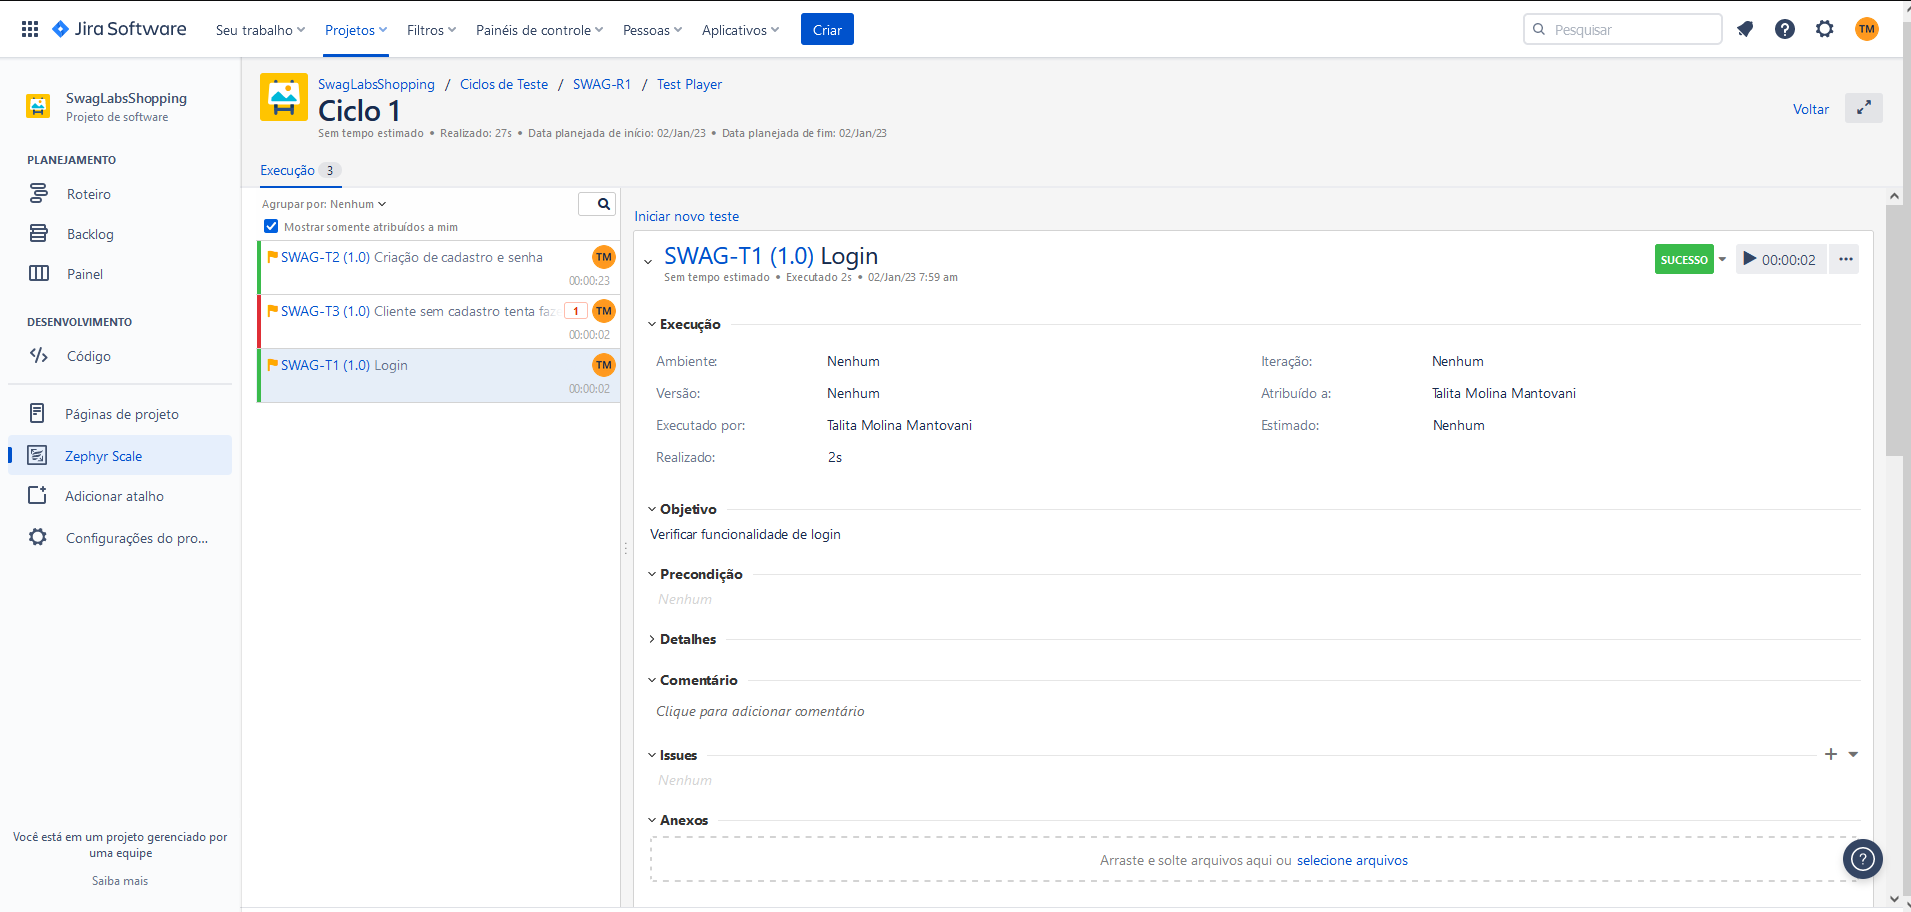 Jira Software
Seu trabalho
Projetos
Filtros
Painéis de controle
Pessoas
Aplicativos
Criar
Pesquisar
TM
SwagLabsShopping
Projeto de software
PLANEJAMENTO
Roteiro
Backlog
Painel
DESENVOLVIMENTO
Código
Páginas de projeto
Zephyr Scale
Adicionar atalho
Configurações do pro...
Você está em um projeto gerenciado por
uma equipe
Saiba mais
SwagLabsShopping / Ciclos de Teste / SWAG-R1 / Test Player
Ciclo 1
Sem tempo estimado • Realizado: 27s • Data planejada de início: 02/Jan/23 • Data planejada de fim: 02/Jan/23
Voltar
Execução 3
Agrupar por: Nenhum
Mostrar somente atribuídos a mim
SWAG-T2 (1.0) Criação de cadastro e senha
TM
00:00:23
SWAG-T3 (1.0) Cliente sem cadastro tenta faz
1
TM
00:00:02
SWAG-T1 (1.0) Login
TM
00:00:02
Iniciar novo teste
SWAG-T1 (1.0) Login
Sem tempo estimado • Executado 2s • 02/Jan/23 7:59 am
SUCESSO
00:00:02
Execução
Ambiente: Nenhum
Iteração: Nenhum
Versão: Nenhum
Atribuído a: Talita Molina Mantovani
Executado por: Talita Molina Mantovani
Estimado: Nenhum
Realizado: 2s
Objetivo
Verificar funcionalidade de login
Precondição
Nenhum
Detalhes
Comentário
Clique para adicionar comentário
Issues
Nenhum
Anexos
Arraste e solte arquivos aqui ou selecione arquivos